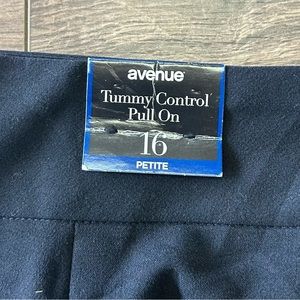 avenue
Tummy Control
Pull On
16
PETITE